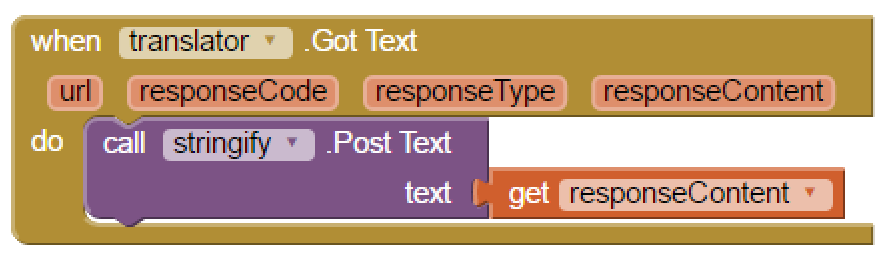 when translator .Got Text
url responseCode responseType responseContent
do call stringify .Post Text
text get responseContent